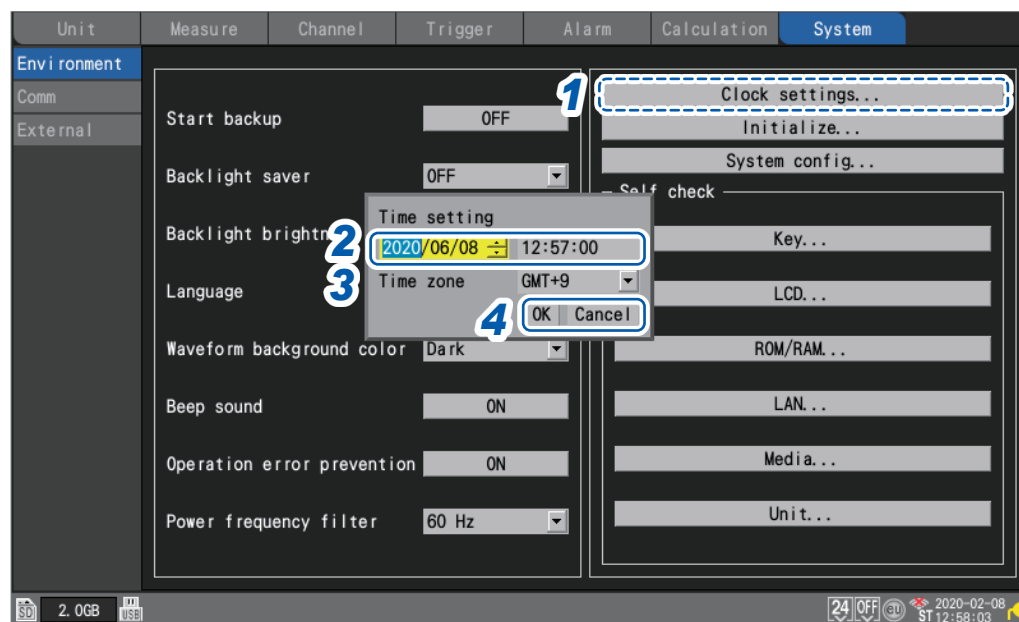 Unit Measure Channel Trigger Alarm Calculation System
Environment
Comm
External
Start backup OFF
Backlight saver OFF
Language
Waveform background color Dark
Beep sound ON
Operation error prevention ON
Power frequency filter 60 Hz
1 Clock settings...
Initialize...
System config...
Self check
Key...
LCD...
ROM/RAM...
LAN...
Media...
Unit...
Time setting
2 2020/06/08 12:57:00
3 Time zone GMT+9
4 OK Cancel
SD 2.0GB USB
24 OFF 2020-02-08
ST 12:58:03